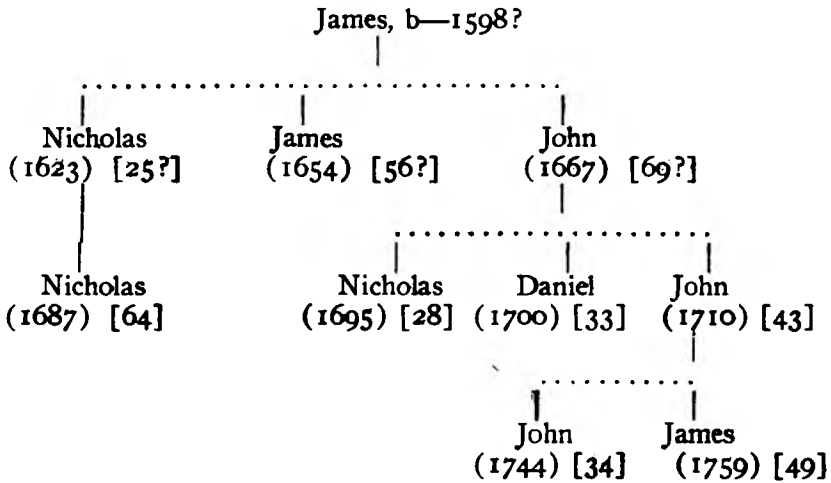 James, b—1598?
Nicholas James John
(1623) [25?] (1654) [56?] (1667) [69?]
Nicholas Nicholas Daniel John
(1687) [64] (1695) [28] (1700) [33] (1710) [43]
John James
(1744) [34] (1759) [49]